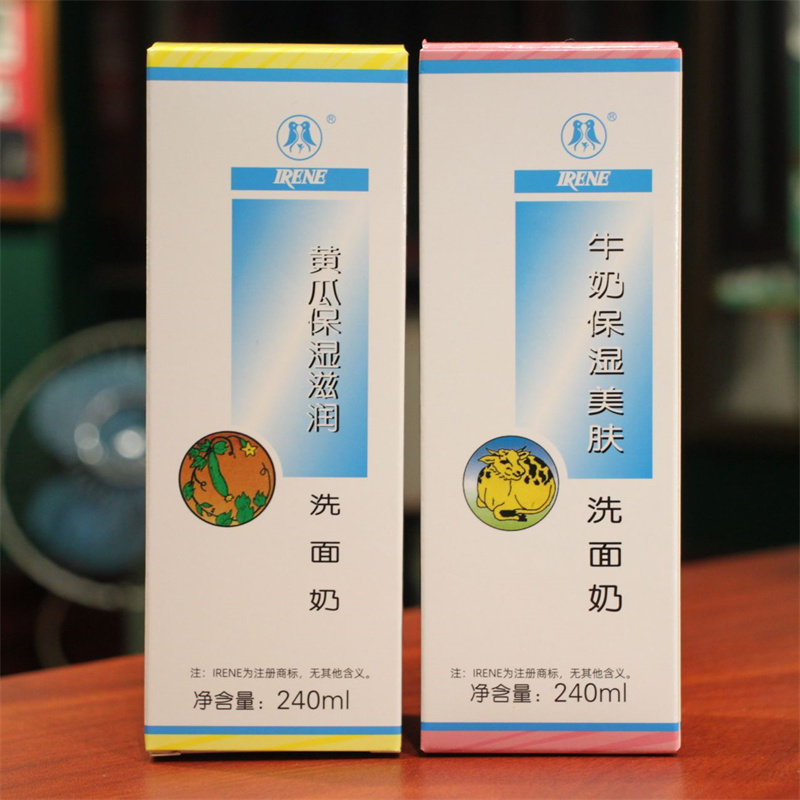 ®
IRENE
黄瓜保湿滋润
洗面奶
注：IRENE为注册商标，无其他含义。
净含量：240ml
®
IRENE
牛奶保湿美肤
洗面奶
注：IRENE为注册商标，无其他含义。
净含量：240ml